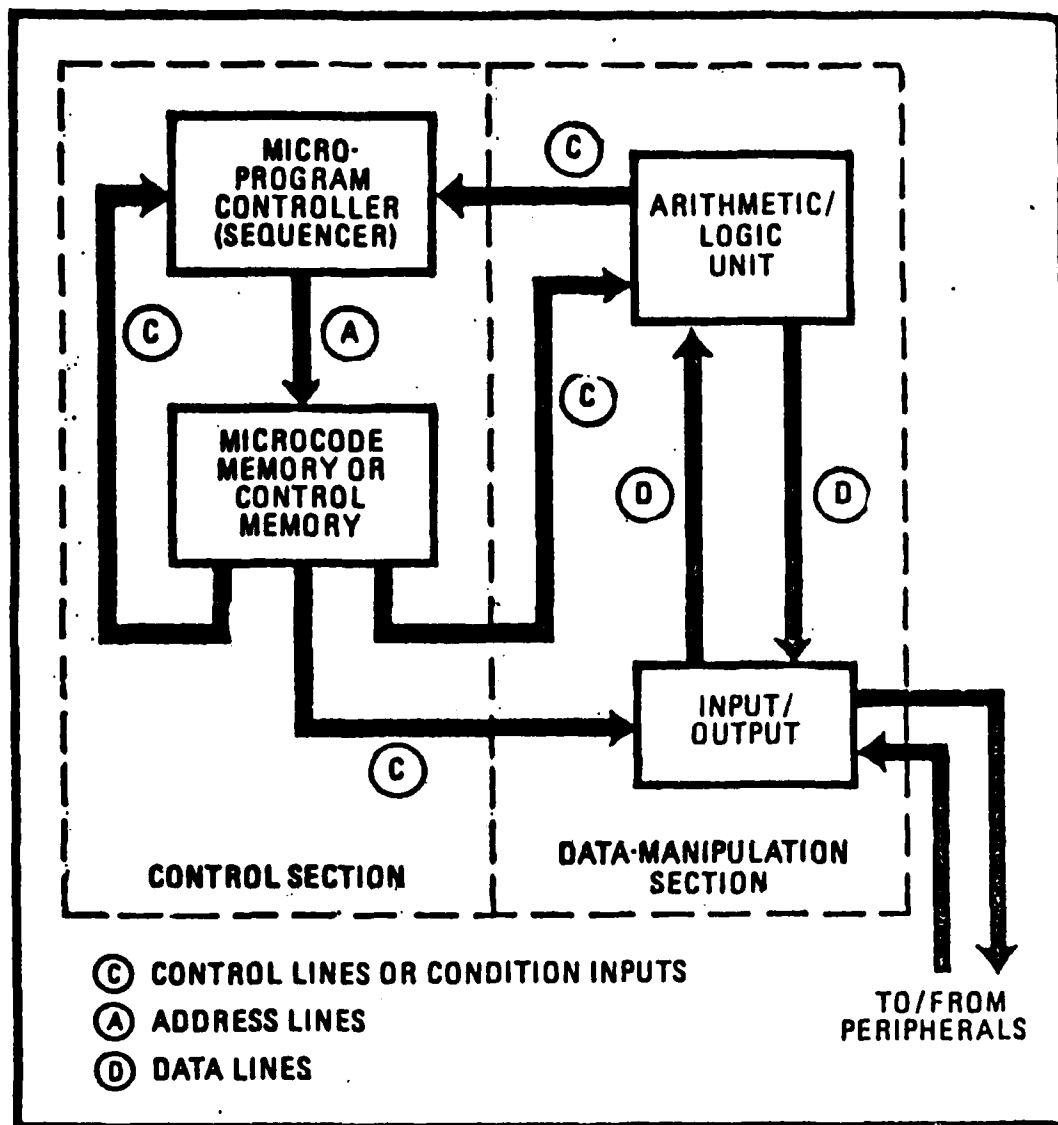 MICRO-
PROGRAM
CONTROLLER
(SEQUENCER)
C
ARITHMETIC/
LOGIC
UNIT
C
A
C
MICROCODE
MEMORY OR
CONTROL
MEMORY
D
D
INPUT/
OUTPUT
C
CONTROL SECTION
DATA-MANIPULATION
SECTION
C CONTROL LINES OR CONDITION INPUTS
A ADDRESS LINES
D DATA LINES
TO/FROM
PERIPHERALS